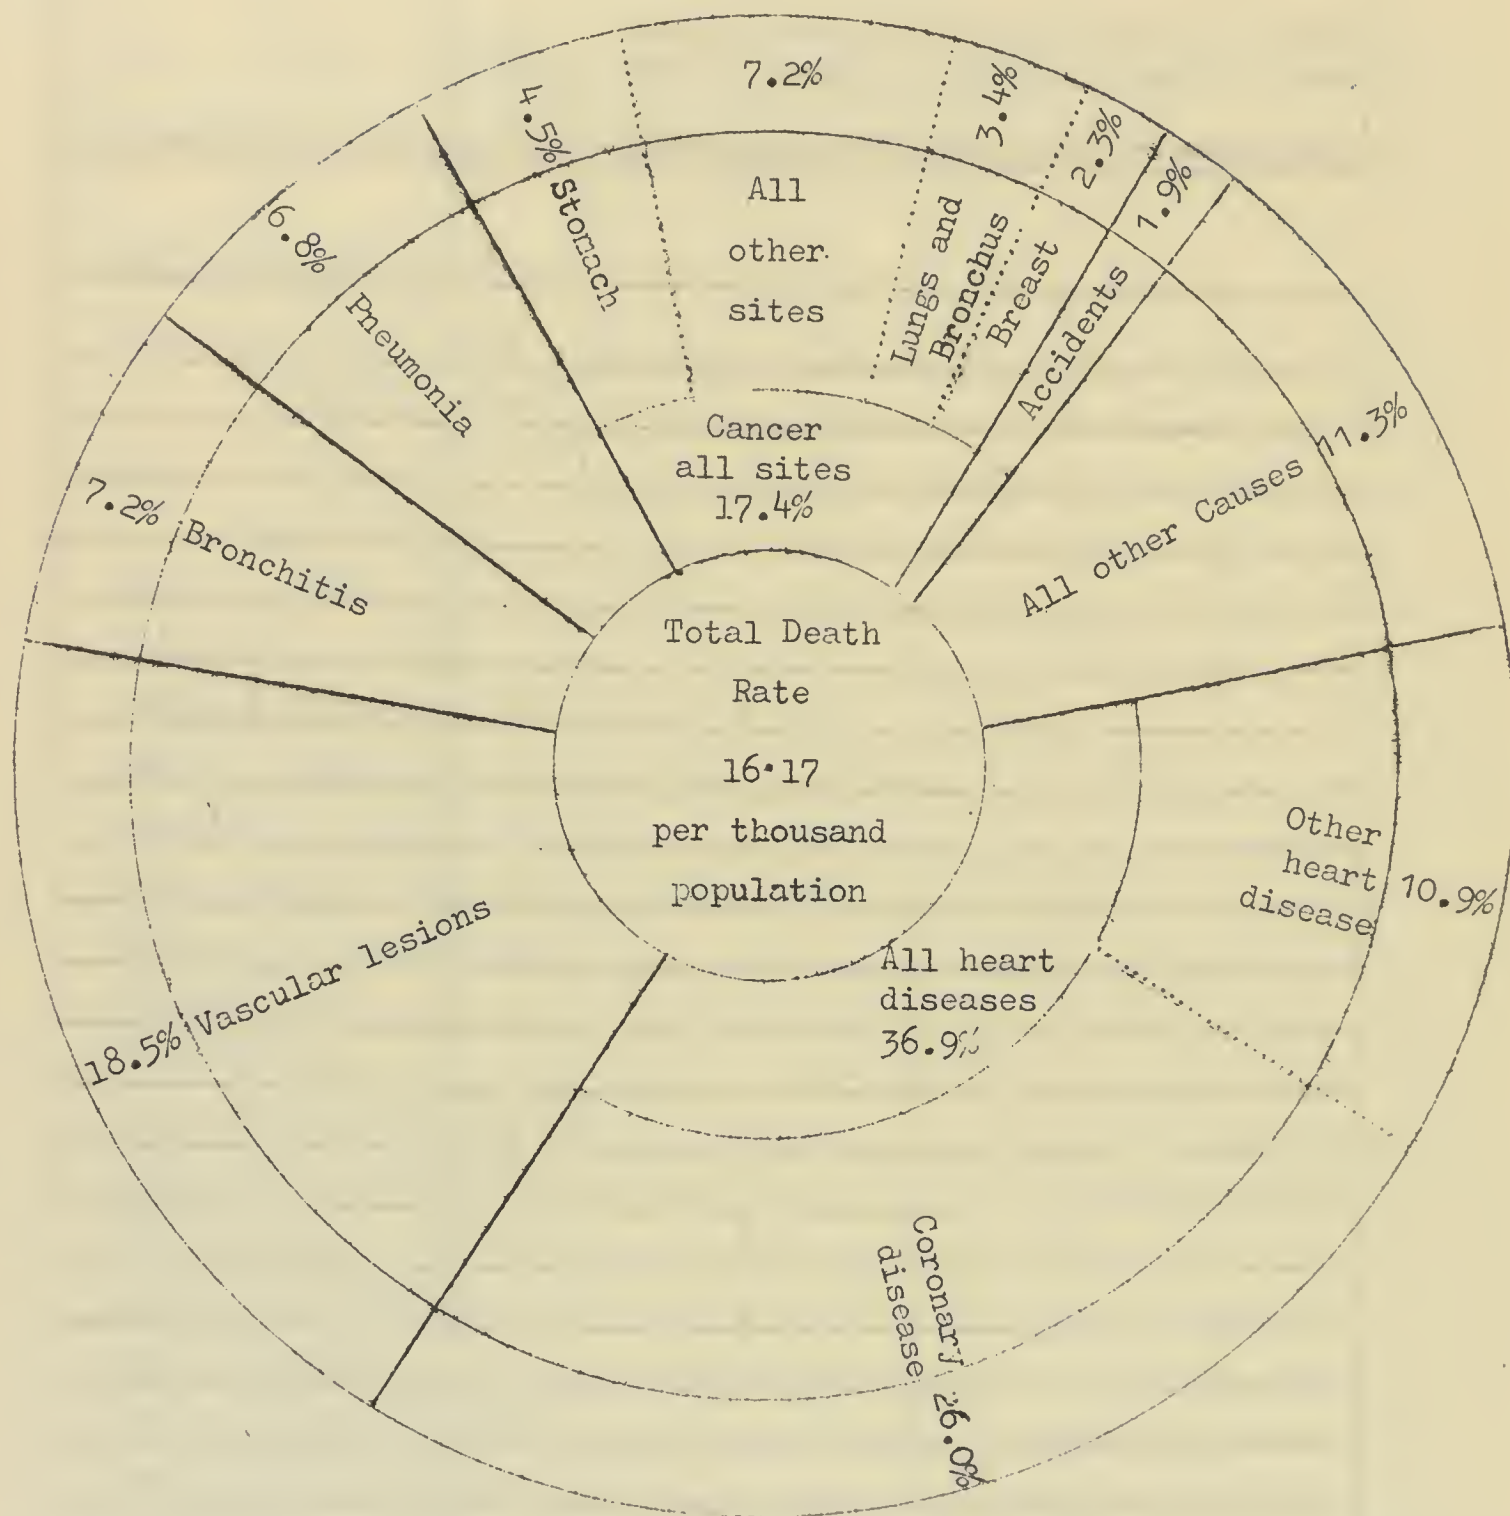 7.2%
All
other
sites
3.4%
Lungs and
Bronchus
2.3%
Breast
1.9%
Accidents
11.3%
All other Causes
Other
heart
disease
10.9%
Coronary
disease
26.0%
All heart
diseases
36.9%
18.5% Vascular lesions
7.2% Bronchitis
6.8%
Pneumonia
4.5% Stomach
Cancer
all sites
17.4%
Total Death
Rate
16·17
per thousand
population